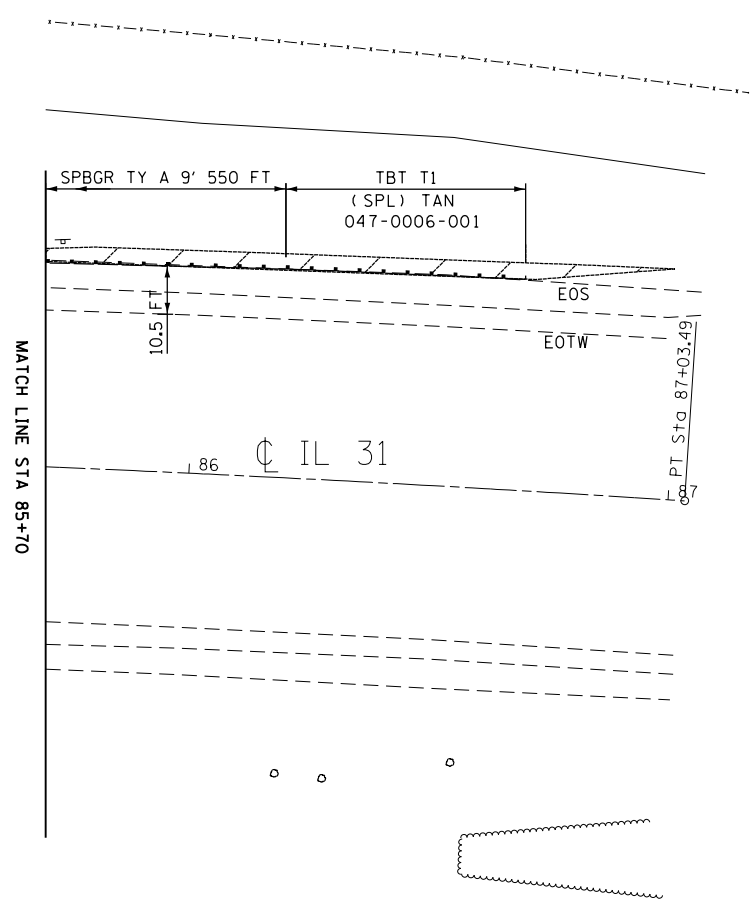 SPBGR TY A 9' 550 FT
TBT T1
(SPL) TAN
047-0006-001
EOS
10.5 FT
EOTW
PT Sta 87+03.49
MATCH LINE STA 85+70
86
℄ IL 31
87